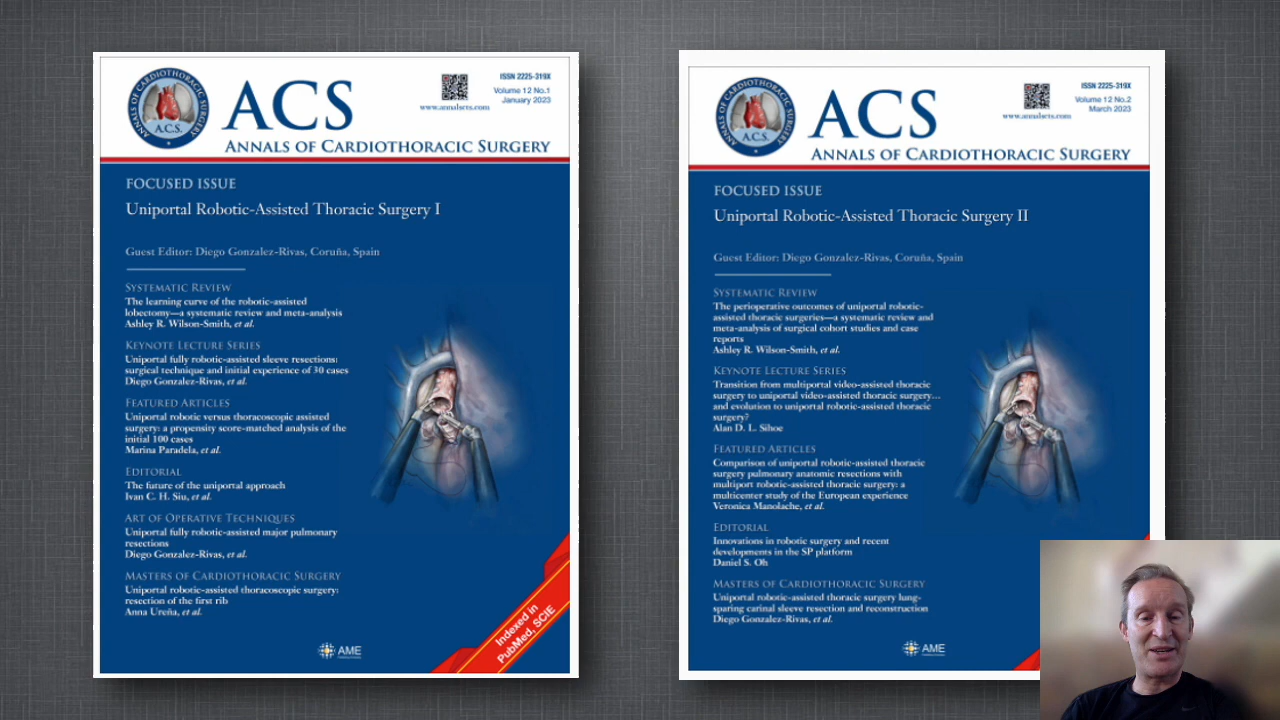 ANNALS OF CARDIOTHORACIC SURGERY
A.C.S.
ACS
www.annalscts.com
ISSN 2225-319X
Volume 12 No.1
January 2023
ANNALS OF CARDIOTHORACIC SURGERY
FOCUSED ISSUE
Uniportal Robotic-Assisted Thoracic Surgery I
Guest Editor: Diego Gonzalez-Rivas, Coruña, Spain
SYSTEMATIC REVIEW
The learning curve of the robotic-assisted
lobectomy—a systematic review and meta-analysis
Ashley R. Wilson-Smith, et al.
KEYNOTE LECTURE SERIES
Uniportal fully robotic-assisted sleeve resections:
surgical technique and initial experience of 30 cases
Diego Gonzalez-Rivas, et al.
FEATURED ARTICLES
Uniportal robotic versus thoracoscopic assisted
surgery: a propensity score-matched analysis of the
initial 100 cases
Marina Paradela, et al.
EDITORIAL
The future of the uniportal approach
Ivan C. H. Siu, et al.
ART OF OPERATIVE TECHNIQUES
Uniportal fully robotic-assisted major pulmonary
resections
Diego Gonzalez-Rivas, et al.
MASTERS OF CARDIOTHORACIC SURGERY
Uniportal robotic-assisted thoracoscopic surgery:
resection of the first rib
Anna Ureña, et al.
AME
Indexed in
PubMed, SCIE
ANNALS OF CARDIOTHORACIC SURGERY
A.C.S.
ACS
www.annalscts.com
ISSN 2225-319X
Volume 12 No.2
March 2023
ANNALS OF CARDIOTHORACIC SURGERY
FOCUSED ISSUE
Uniportal Robotic-Assisted Thoracic Surgery II
Guest Editor: Diego Gonzalez-Rivas, Coruña, Spain
SYSTEMATIC REVIEW
The perioperative outcomes of uniportal robotic-
assisted thoracic surgeries—a systematic review and
meta-analysis of surgical cohort studies and case
reports
Ashley R. Wilson-Smith, et al.
KEYNOTE LECTURE SERIES
Transition from multiportal video-assisted thoracic
surgery to uniportal video-assisted thoracic surgery…
and evolution to uniportal robotic-assisted thoracic
surgery?
Alan D. L. Sihoe
FEATURED ARTICLES
Comparison of uniportal robotic-assisted thoracic
surgery pulmonary anatomic resections with
multiport robotic-assisted thoracic surgery: a
multicenter study of the European experience
Veronica Manolache, et al.
EDITORIAL
Innovations in robotic surgery and recent
developments in the SP platform
Daniel S. Oh
MASTERS OF CARDIOTHORACIC SURGERY
Uniportal robotic-assisted thoracic surgery lung-
sparing carinal sleeve resection and reconstruction
Diego Gonzalez-Rivas, et al.
AME